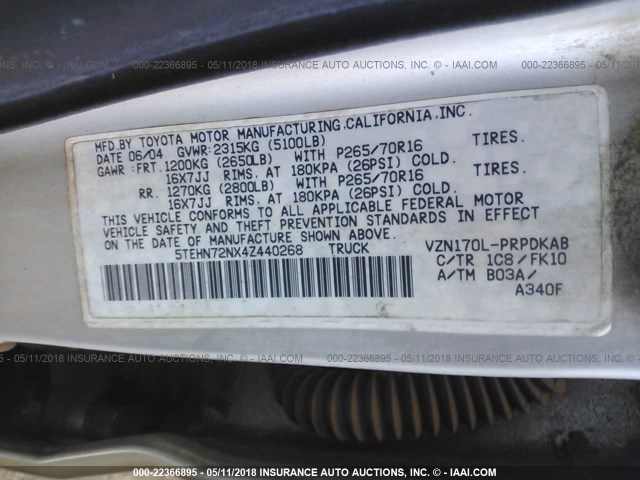 000-22366895 - 05/11/2018 INSURANCE AUTO AUCTIONS, INC. - IAAI.COM
MFD.BY TOYOTA MOTOR MANUFACTURING.CALIFORNIA.INC.
DATE 06/04 GVWR:2315KG (5100LB)
GAWR:FRT.1200KG (2650LB) WITH P265/70R16 TIRES.
16X7JJ RIMS. AT 180KPA (26PSI) COLD.
RR. 1270KG (2800LB) WITH P265/70R16 TIRES.
16X7JJ RIMS. AT 180KPA (26PSI) COLD.
THIS VEHICLE CONFORMS TO ALL APPLICABLE FEDERAL MOTOR
VEHICLE SAFETY AND THEFT PREVENTION STANDARDS IN EFFECT
ON THE DATE OF MANUFACTURE SHOWN ABOVE.
5TEHN72NX4Z440268 TRUCK VZN170L-PRPDKAB
C/TR 1C8/FK10
A/TM B03A/
A340F
000-22366895 - 05/11/2018 INSURANCE AUTO AUCTIONS, INC. - IAAI.COM
000-22366895 - 05/11/2018 INSURANCE AUTO AUCTIONS, INC. - IAAI.COM